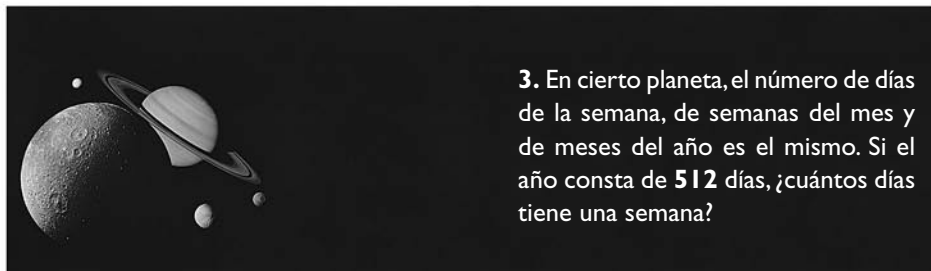 3. En cierto planeta, el número de días
de la semana, de semanas del mes y
de meses del año es el mismo. Si el
año consta de 512 días, ¿cuántos días
tiene una semana?